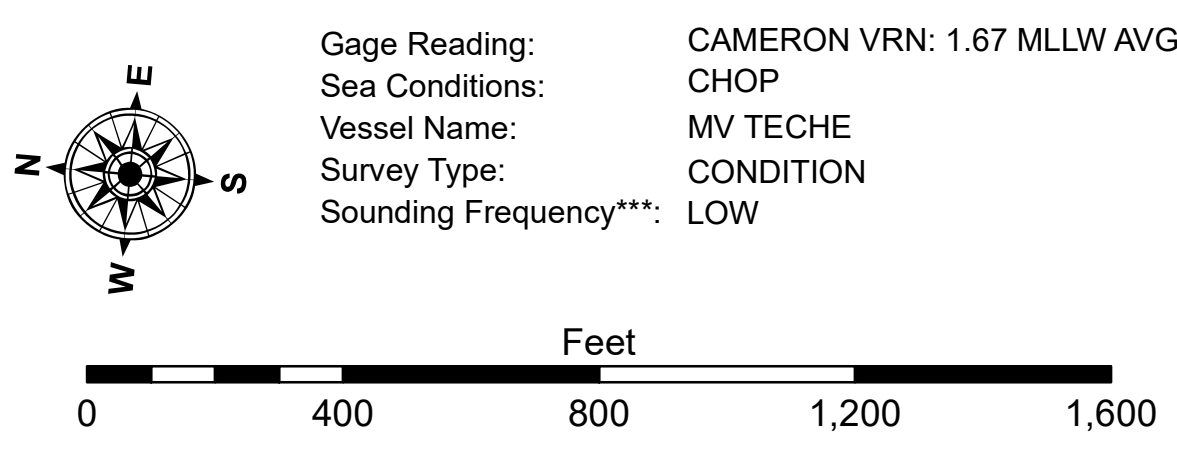 E
N
S
W
Gage Reading: CAMERON VRN: 1.67 MLLW AVG
Sea Conditions: CHOP
Vessel Name: MV TECHE
Survey Type: CONDITION
Sounding Frequency***: LOW
Feet
0 400 800 1,200 1,600